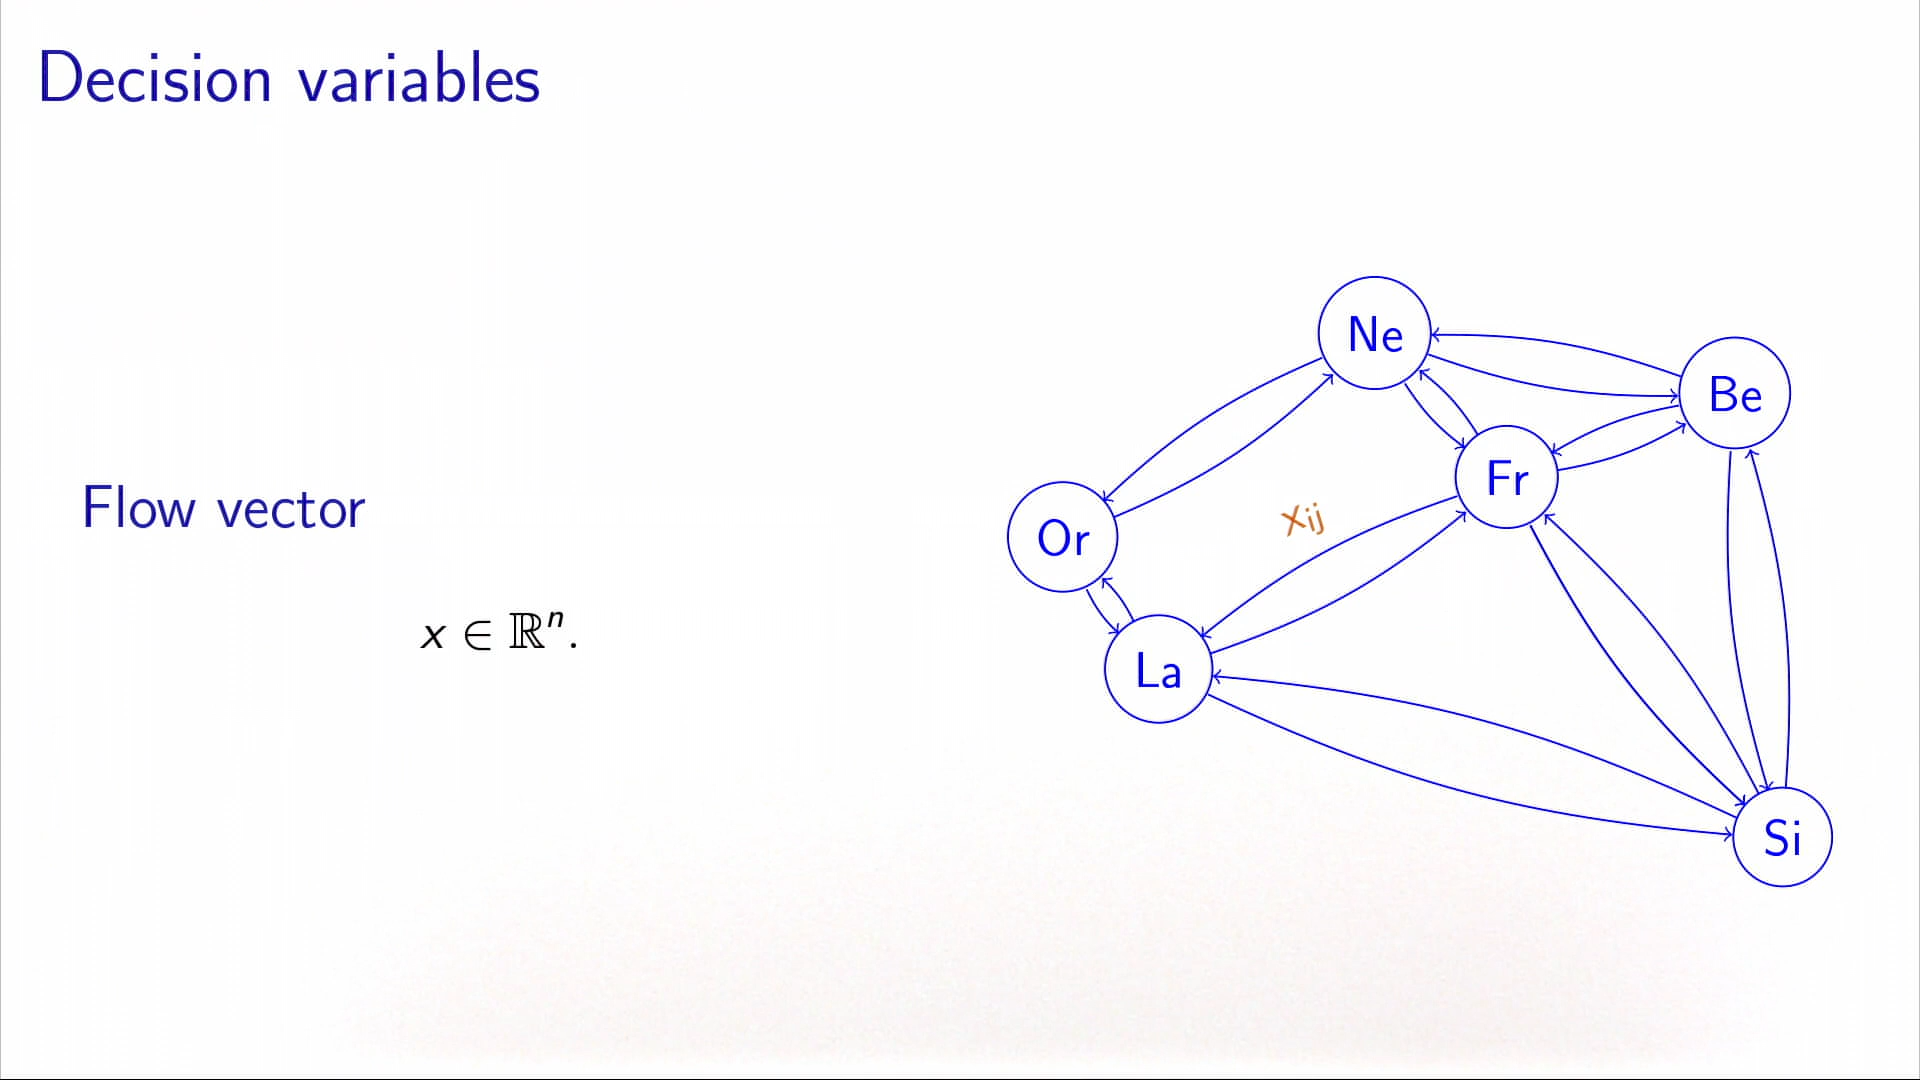 Decision variables
Flow vector
x ∈ ℝⁿ.
Ne
Be
Fr
Or
xij
La
Si